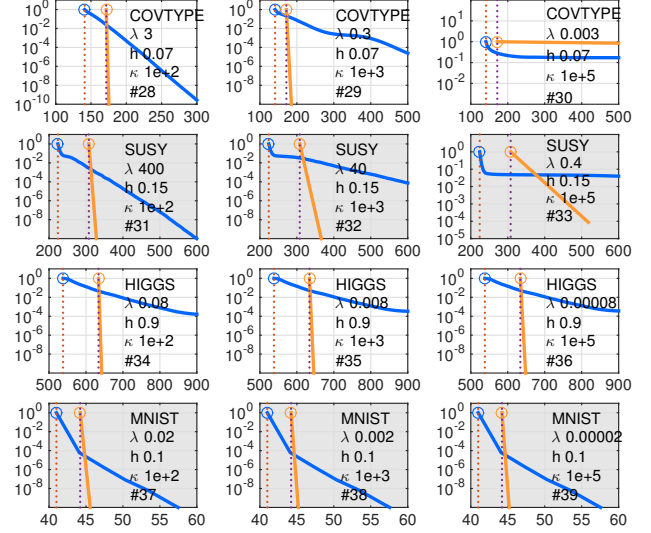 10^0
10^-2
10^-4
10^-6
10^-8
10^-10
100 150 200 250 300
COVTYPE
λ 3
h 0.07
κ 1e+2
#28
10^0
10^-2
10^-4
10^-6
10^-8
100 200 300 400 500
COVTYPE
λ 0.3
h 0.07
κ 1e+3
#29
10^1
10^0
10^-1
10^-2
100 200 300 400 500
COVTYPE
λ 0.003
h 0.07
κ 1e+5
#30
10^0
10^-2
10^-4
10^-6
10^-8
200 300 400 500 600
SUSY
λ 400
h 0.15
κ 1e+2
#31
10^0
10^-2
10^-4
10^-6
10^-8
200 300 400 500 600
SUSY
λ 40
h 0.15
κ 1e+3
#32
10^0
10^-1
10^-2
10^-3
10^-4
10^-5
200 300 400 500 600
SUSY
λ 0.4
h 0.15
κ 1e+5
#33
10^0
10^-2
10^-4
10^-6
10^-8
500 600 700 800 900
HIGGS
λ 0.08
h 0.9
κ 1e+2
#34
10^0
10^-2
10^-4
10^-6
10^-8
500 600 700 800 900
HIGGS
λ 0.008
h 0.9
κ 1e+3
#35
10^0
10^-2
10^-4
10^-6
10^-8
500 600 700 800 900
HIGGS
λ 0.00008
h 0.9
κ 1e+5
#36
10^0
10^-2
10^-4
10^-6
10^-8
40 45 50 55 60
MNIST
λ 0.02
h 0.1
κ 1e+2
#37
10^0
10^-2
10^-4
10^-6
10^-8
40 45 50 55 60
MNIST
λ 0.002
h 0.1
κ 1e+3
#38
10^0
10^-2
10^-4
10^-6
10^-8
40 45 50 55 60
MNIST
λ 0.00002
h 0.1
κ 1e+5
#39